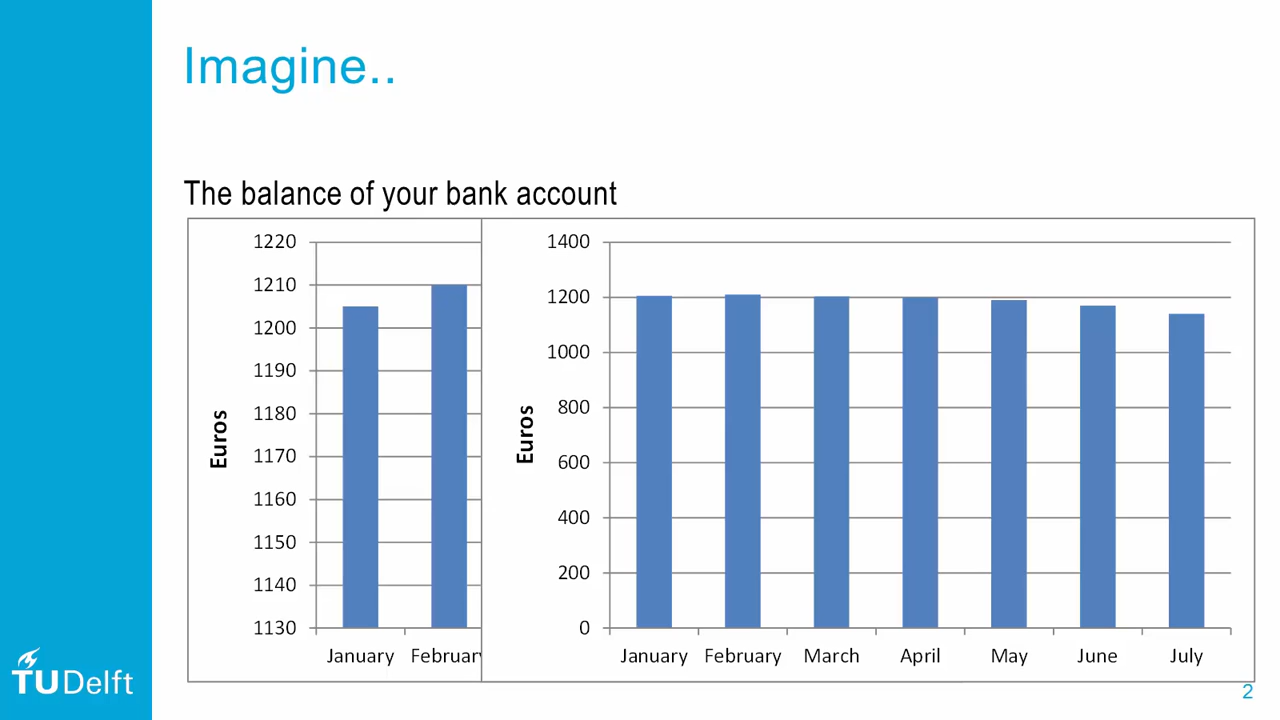 Imagine..
The balance of your bank account
1220
1210
1200
1190
1180
1170
1160
1150
1140
1130
Euros
January February
1400
1200
1000
800
600
400
200
0
Euros
January February March April May June July
TUDelft
2